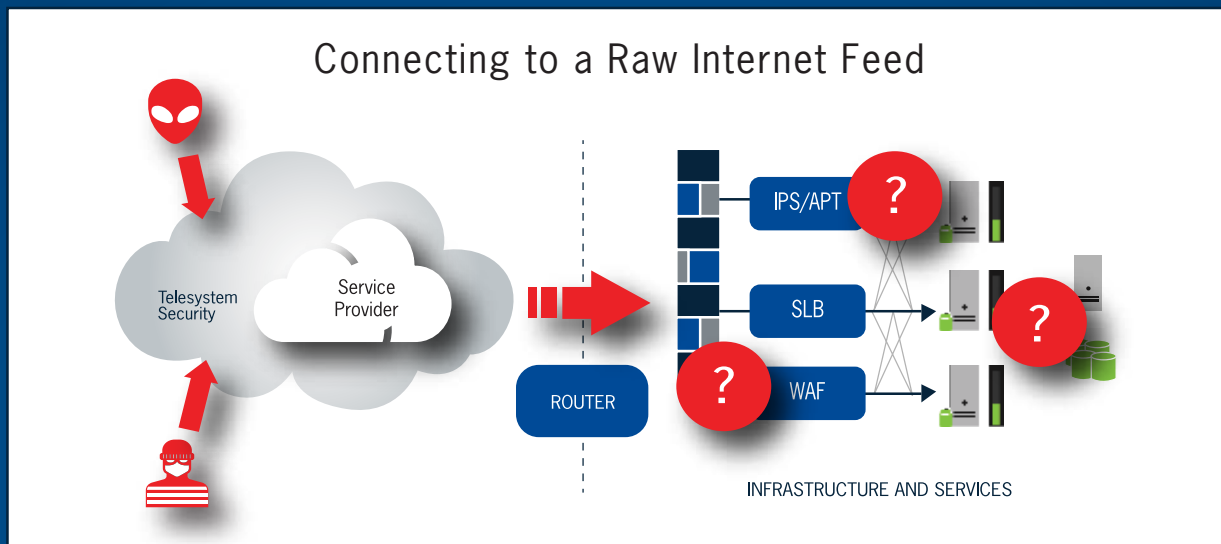 Connecting to a Raw Internet Feed
Telesystem
Security
Service
Provider
ROUTER
IPS/APT
?
SLB
?
?
WAF
INFRASTRUCTURE AND SERVICES